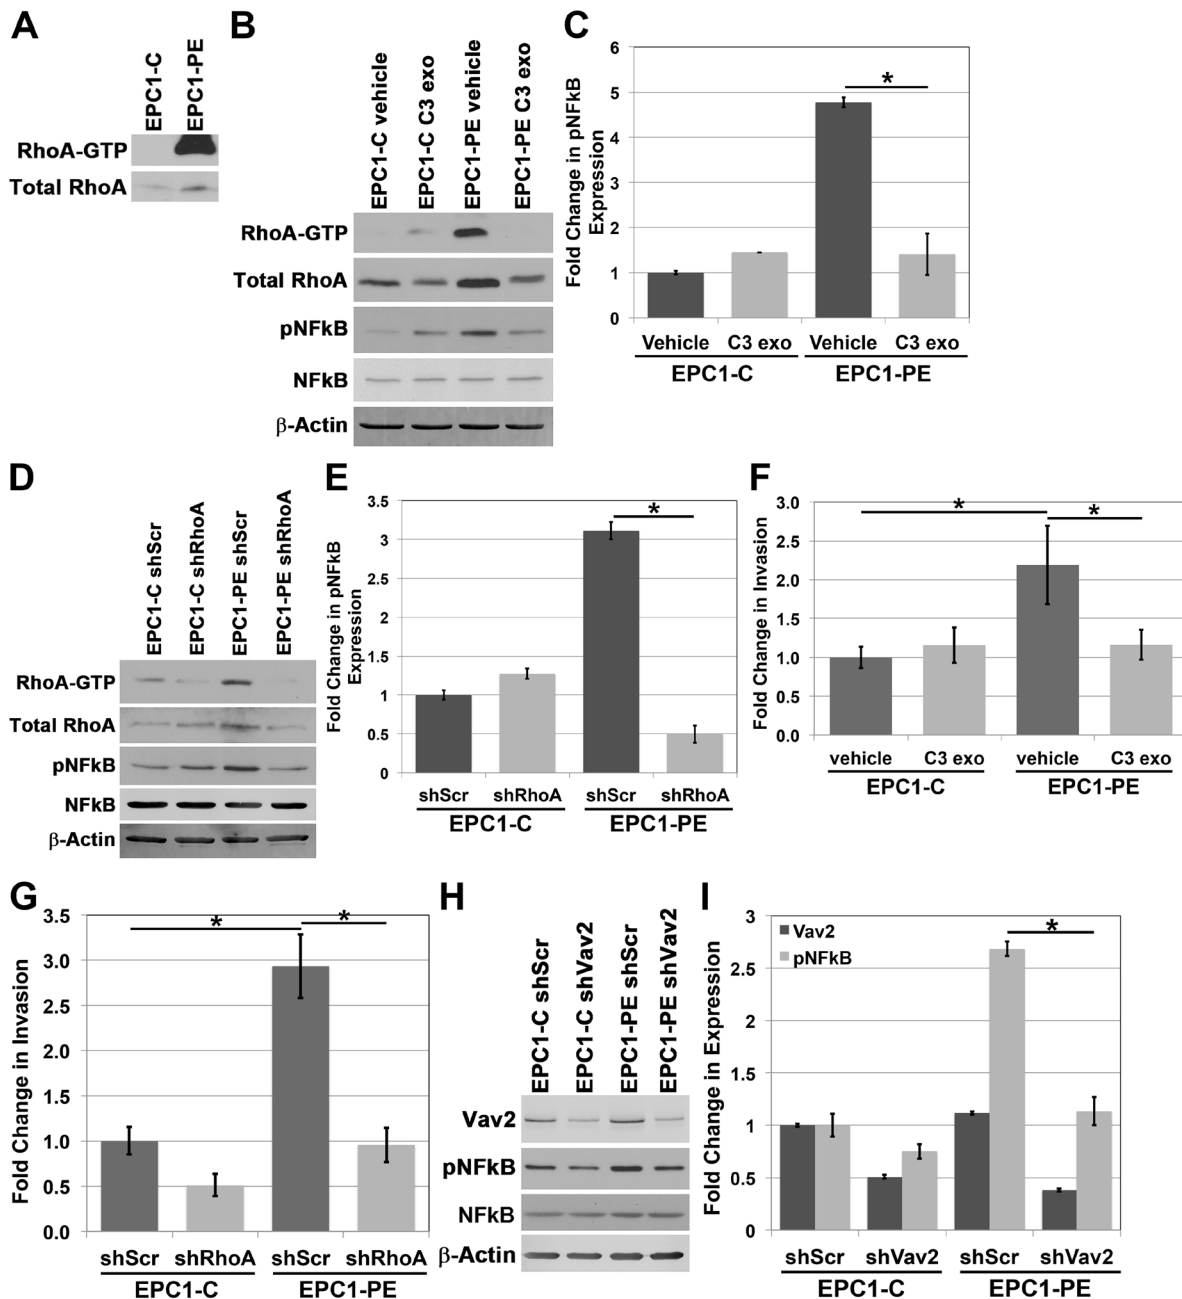 A
EPC1-C
EPC1-PE
RhoA-GTP
Total RhoA
B
EPC1-C vehicle
EPC1-C C3 exo
EPC1-PE vehicle
EPC1-PE C3 exo
RhoA-GTP
Total RhoA
pNFkB
NFkB
β-Actin
C
Fold Change in pNFkB
Expression
6
5
4
3
2
1
0
*
Vehicle C3 exo Vehicle C3 exo
EPC1-C EPC1-PE
D
EPC1-C shScr
EPC1-C shRhoA
EPC1-PE shScr
EPC1-PE shRhoA
RhoA-GTP
Total RhoA
pNFkB
NFkB
β-Actin
E
Fold Change in pNFkB
Expression
3.5
3
2.5
2
1.5
1
0.5
0
*
shScr shRhoA shScr shRhoA
EPC1-C EPC1-PE
F
Fold Change in Invasion
3.0
2.5
2.0
1.5
1.0
0.5
0.0
* *
vehicle C3 exo vehicle C3 exo
EPC1-C EPC1-PE
G
Fold Change in Invasion
3.5
3.0
2.5
2.0
1.5
1.0
0.5
0.0
* *
shScr shRhoA shScr shRhoA
EPC1-C EPC1-PE
H
EPC1-C shScr
EPC1-C shVav2
EPC1-PE shScr
EPC1-PE shVav2
Vav2
pNFkB
NFkB
β-Actin
I
Fold Change in Expression
3
2.5
2
1.5
1
0.5
0
Vav2
pNFkB
*
shScr shVav2 shScr shVav2
EPC1-C EPC1-PE